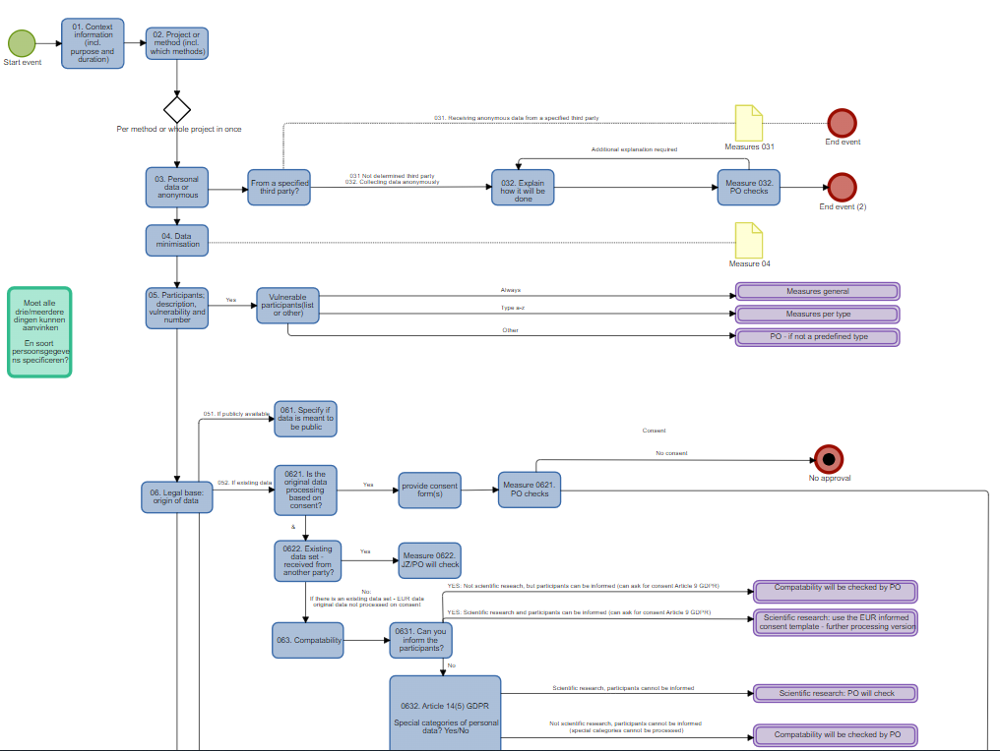 01. Context
information
(incl.
purpose and
duration)
02. Project or
method (incl.
which methods)
Start event
Per method or whole project in once
031. Receiving anonymous data from a specified third party
Measures 031
End event
Additional explanation required
03. Personal
data or
anonymous
From a specified
third party?
031 Not determined third party
032. Collecting data anonymously
032. Explain
how it will be
done
Measure 032.
PO checks
End event (2)
04. Data
minimisation
Measure 04
Moet alle
drie/meerdere
dingen kunnen
aanvinken
En soort
persoonsgegeve
ns specificeren?
05. Participants;
description,
vulnerability and
number
Yes
Vulnerable
participants(list
or other)
Always
Measures general
Type a-z
Measures per type
Other
PO - if not a predefined type
051. If publicly available
061. Specify if
data is meant to
be public
Consent
No consent
No approval
06. Legal base:
origin of data
052. If existing data
0621. Is the
original data
processing
based on
consent?
Yes
provide consent
form(s)
Measure 0621.
PO checks
&
0622. Existing
data set -
received from
another party?
Yes
Measure 0622.
JZ/PO will check
No:
If there is an existing data set - EUR data
original data not processed on consent
YES: Not scientific reseach, but participants can be informed (can ask for consent Article 9 GDPR)
Compatability will be checked by PO
YES: Scientific research and participants can be informed (can ask for consent Article 9 GDPR)
Scientific research: use the EUR informed
consent template - further processing version
063. Compatability
0631. Can you
inform the
participants?
No
0632. Article 14(5) GDPR
Special categories of personal
data? Yes/No
Scientific research, participants cannot be informed
Scientific research: PO will check
Not scientific research, participants cannot be informed
(special categories cannot be processed)
Compatability will be checked by PO